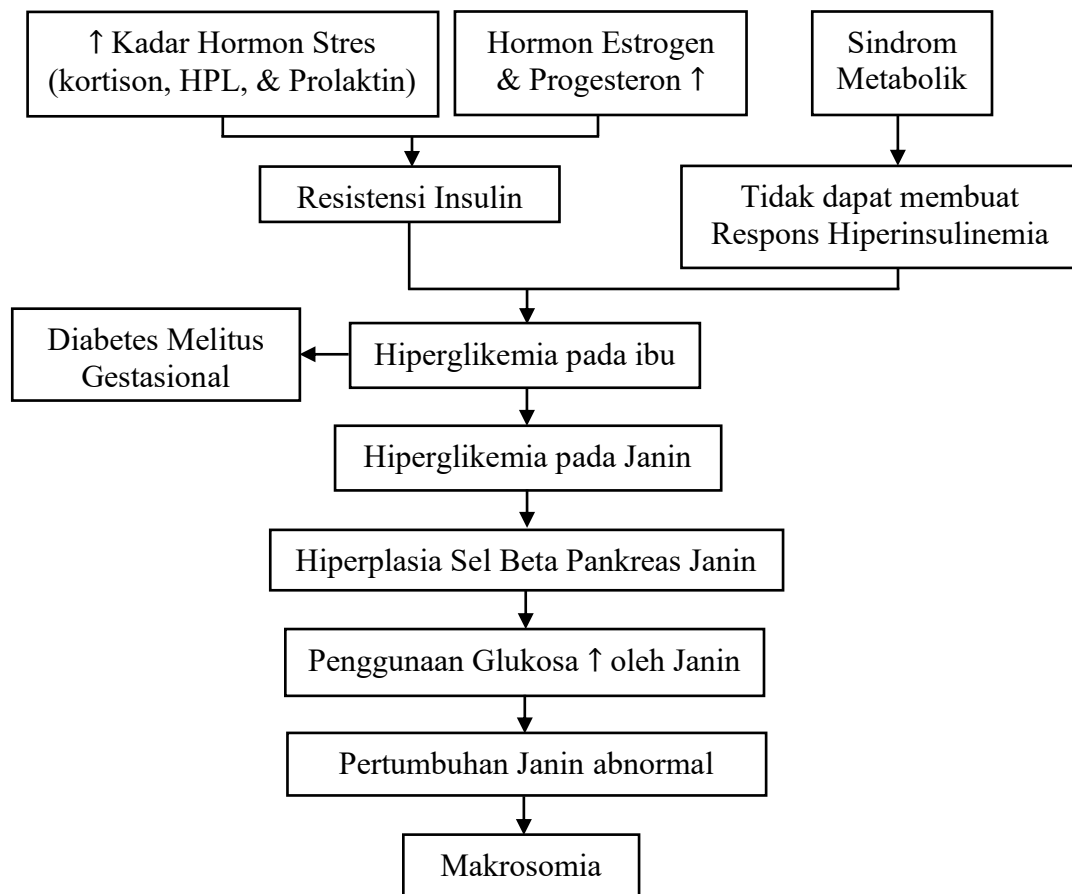 ↑ Kadar Hormon Stres
(kortison, HPL, & Prolaktin)
Hormon Estrogen
& Progesteron ↑
Sindrom
Metabolik
Resistensi Insulin
Tidak dapat membuat
Respons Hiperinsulinemia
Diabetes Melitus
Gestasional
Hiperglikemia pada ibu
Hiperglikemia pada Janin
Hiperplasia Sel Beta Pankreas Janin
Penggunaan Glukosa ↑ oleh Janin
Pertumbuhan Janin abnormal
Makrosomia